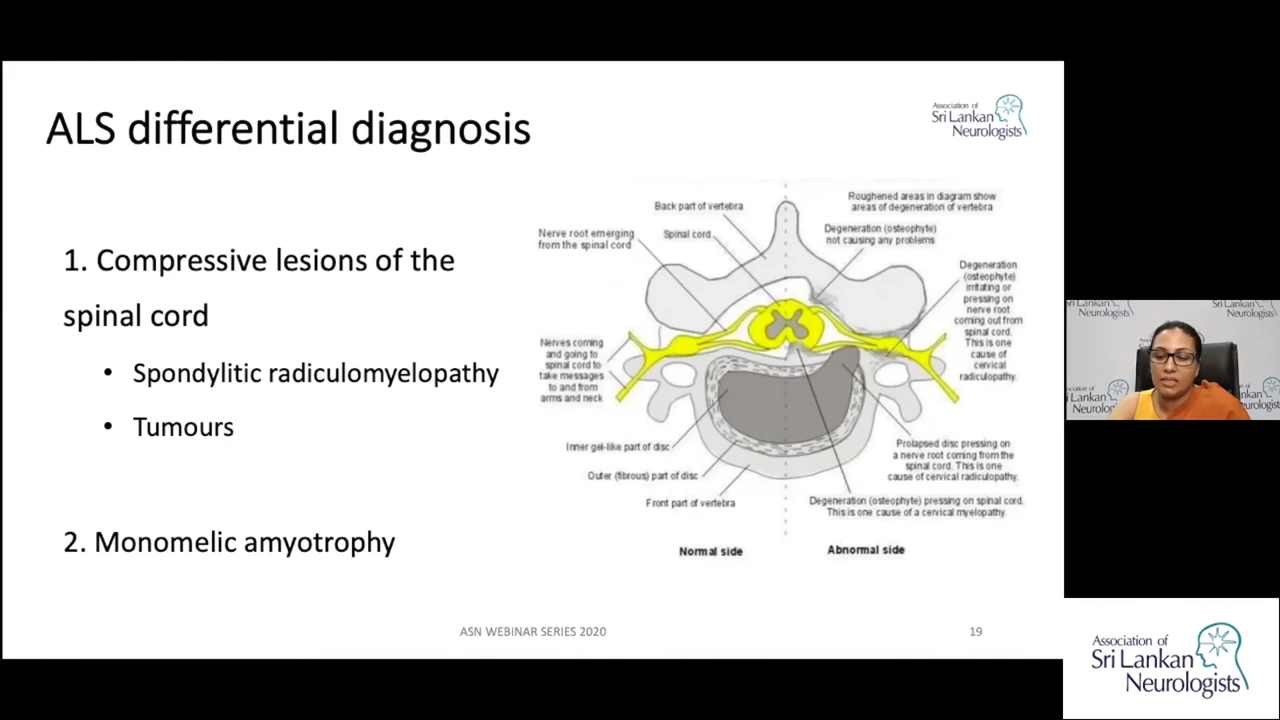 ALS differential diagnosis
Association of
Sri Lankan
Neurologists
1. Compressive lesions of the
spinal cord
• Spondylitic radiculomyelopathy
• Tumours
2. Monomelic amyotrophy
Back part of vertebra
Roughened areas in diagram show
areas of degeneration of vertebra
Nerve root emerging
from the spinal cord
Spinal cord
Degeneration (osteophyte)
not causing any problems
Degeneration
(osteophyte)
irritating or
pressing on
nerve root
coming out from
spinal cord.
This is one
cause of
cervical
radiculopathy.
Nerves coming
and going to
spinal cord to
take messages
to and from
arms and neck
Inner gel-like part of disc
Outer (fibrous) part of disc
Front part of vertebra
Prolapsed disc pressing on
a nerve root coming from the
spinal cord. This is one
cause of cervical radiculopathy.
Degeneration (osteophyte) pressing on spinal cord.
This is one cause of a cervical myelopathy.
Normal side
Abnormal side
ASN WEBINAR SERIES 2020
19
Sri Lankan
Neurologists
Sri Lankan
Neurologists
Association of
Sri Lankan
Neurologists